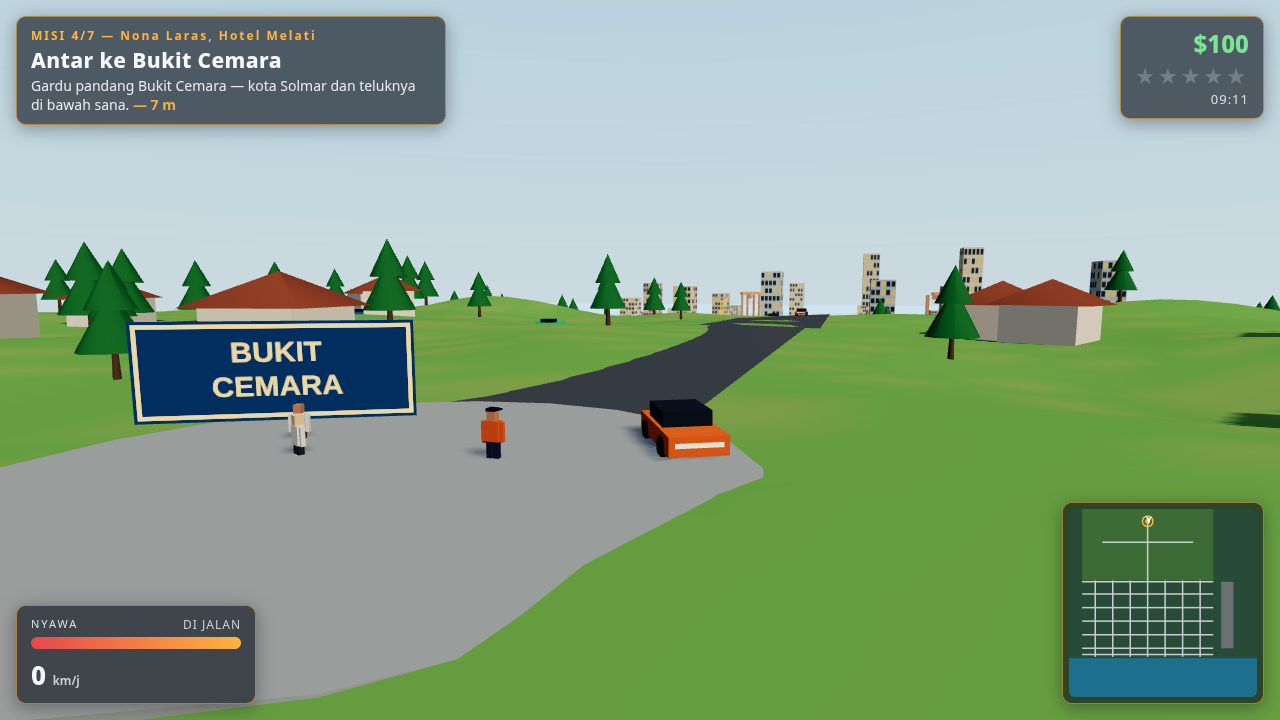 MISI 4/7 — Nona Laras, Hotel Melati
Antar ke Bukit Cemara
Gardu pandang Bukit Cemara — kota Solmar dan teluknya
di bawah sana. — 7 m
$100
★★★★★
09:11
BUKIT
CEMARA
NYAWA
DI JALAN
0 km/j